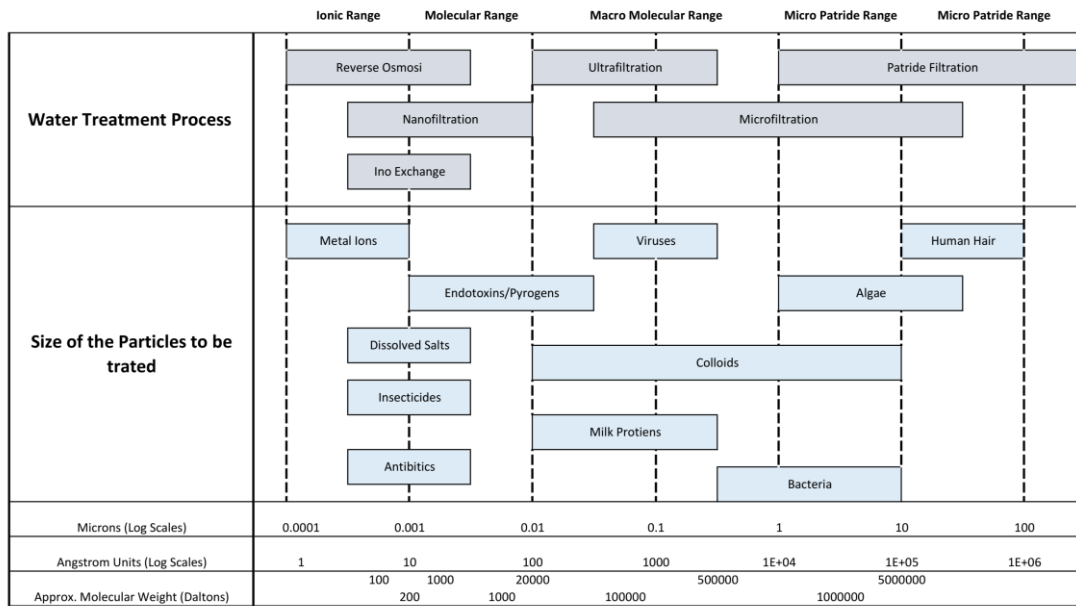 Ionic Range Molecular Range Macro Molecular Range Micro Patride Range Micro Patride Range
Water Treatment Process
Reverse Osmosi Ultrafiltration Patride Filtration
Nanofiltration Microfiltration
Ino Exchange
Size of the Particles to be
trated
Metal Ions Viruses Human Hair
Endotoxins/Pyrogens Algae
Dissolved Salts
Colloids
Insecticides
Milk Protiens
Antibitics
Bacteria
Microns (Log Scales) 0.0001 0.001 0.01 0.1 1 10 100
Angstrom Units (Log Scales) 1 10 100 1000 1E+04 1E+05 1E+06
Approx. Molecular Weight (Daltons)
100 1000 20000 500000 5000000
200 1000 100000 1000000